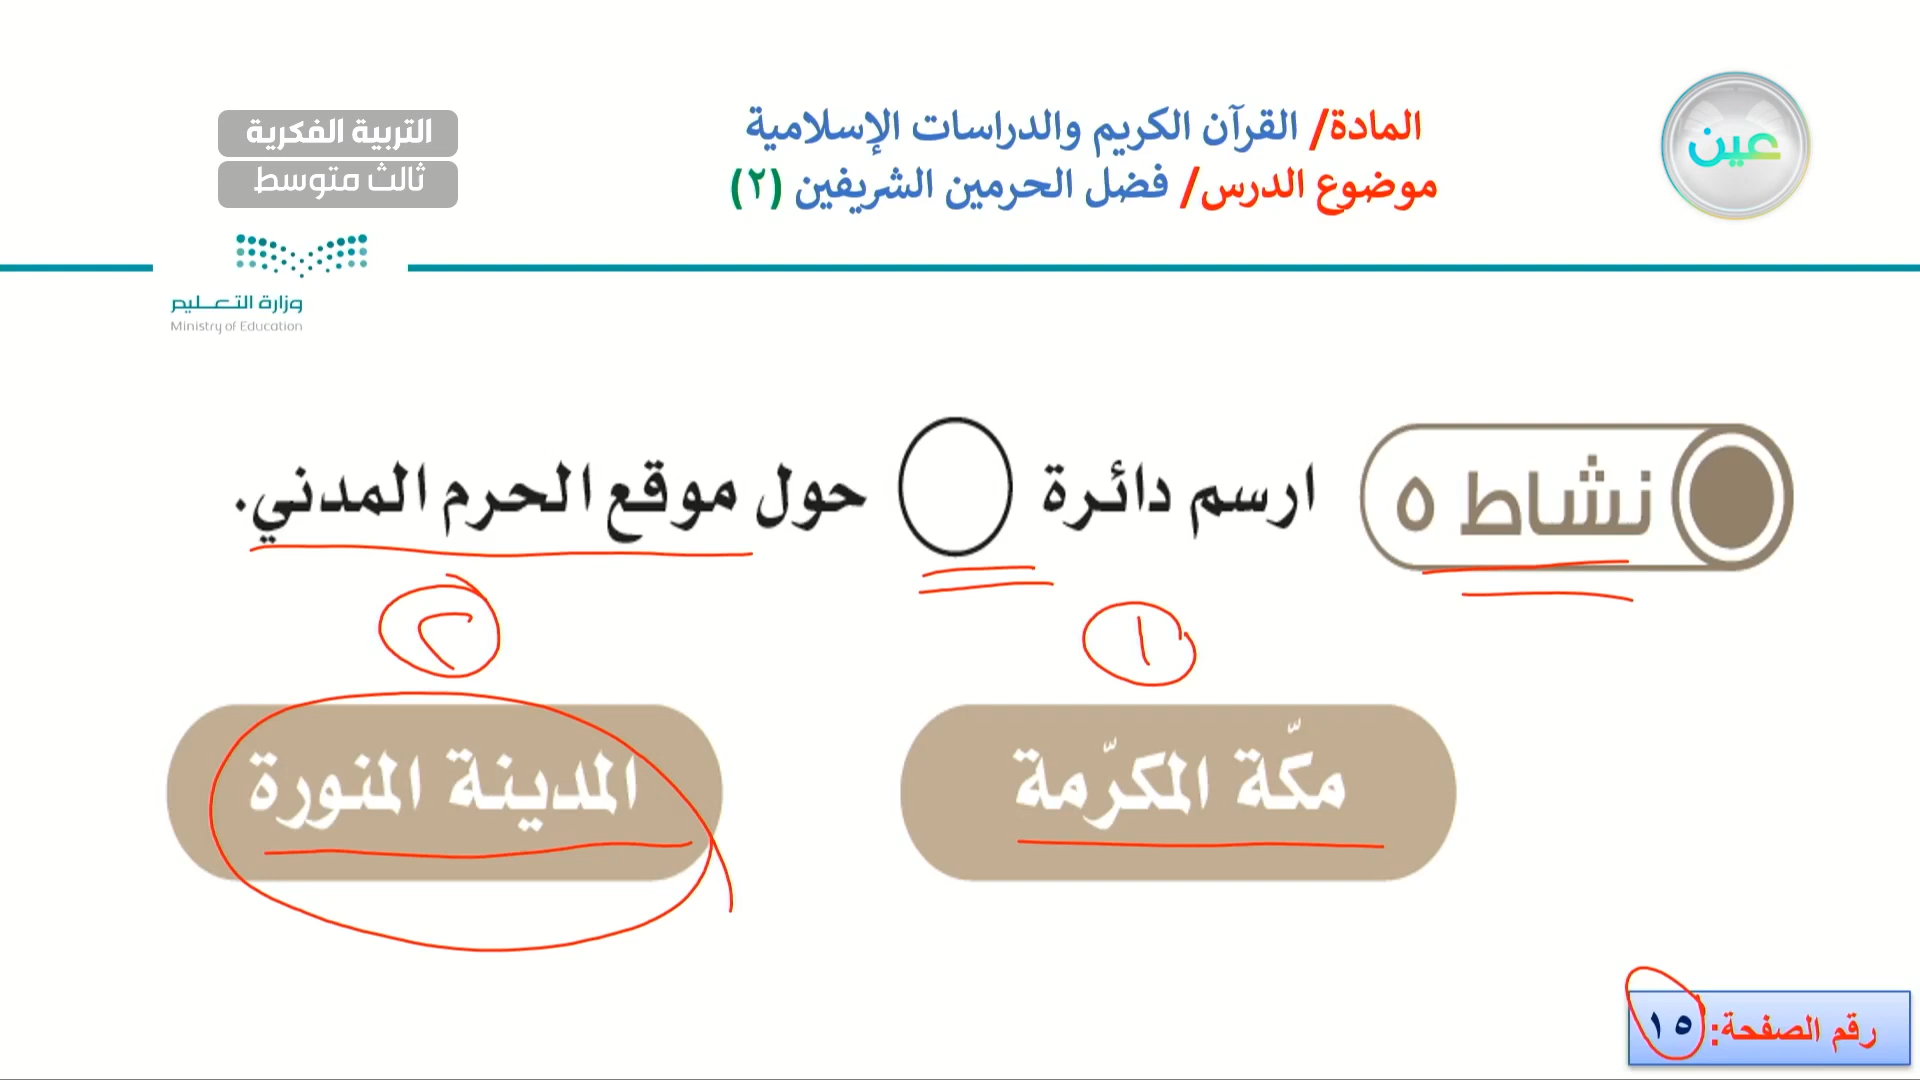 عين
المادة/ القرآن الكريم والدراسات الإسلامية
موضوع الدرس/ فضل الحرمين الشريفين (٢)
التربية الفكرية
ثالث متوسط
وزارة التعليم
Ministry of Education
نشاط ٥ ارسم دائرة حول موقع الحرم المدني.
١
٢
مكّة المكرّمة
المدينة المنورة
رقم الصفحة: ١٥